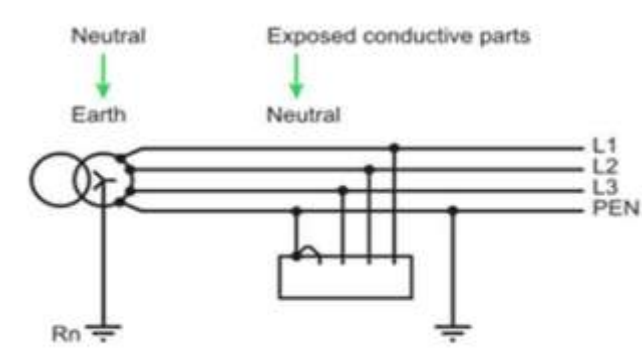 Neutral
Exposed conductive parts
Earth
Neutral
L1
L2
L3
PEN
Rn